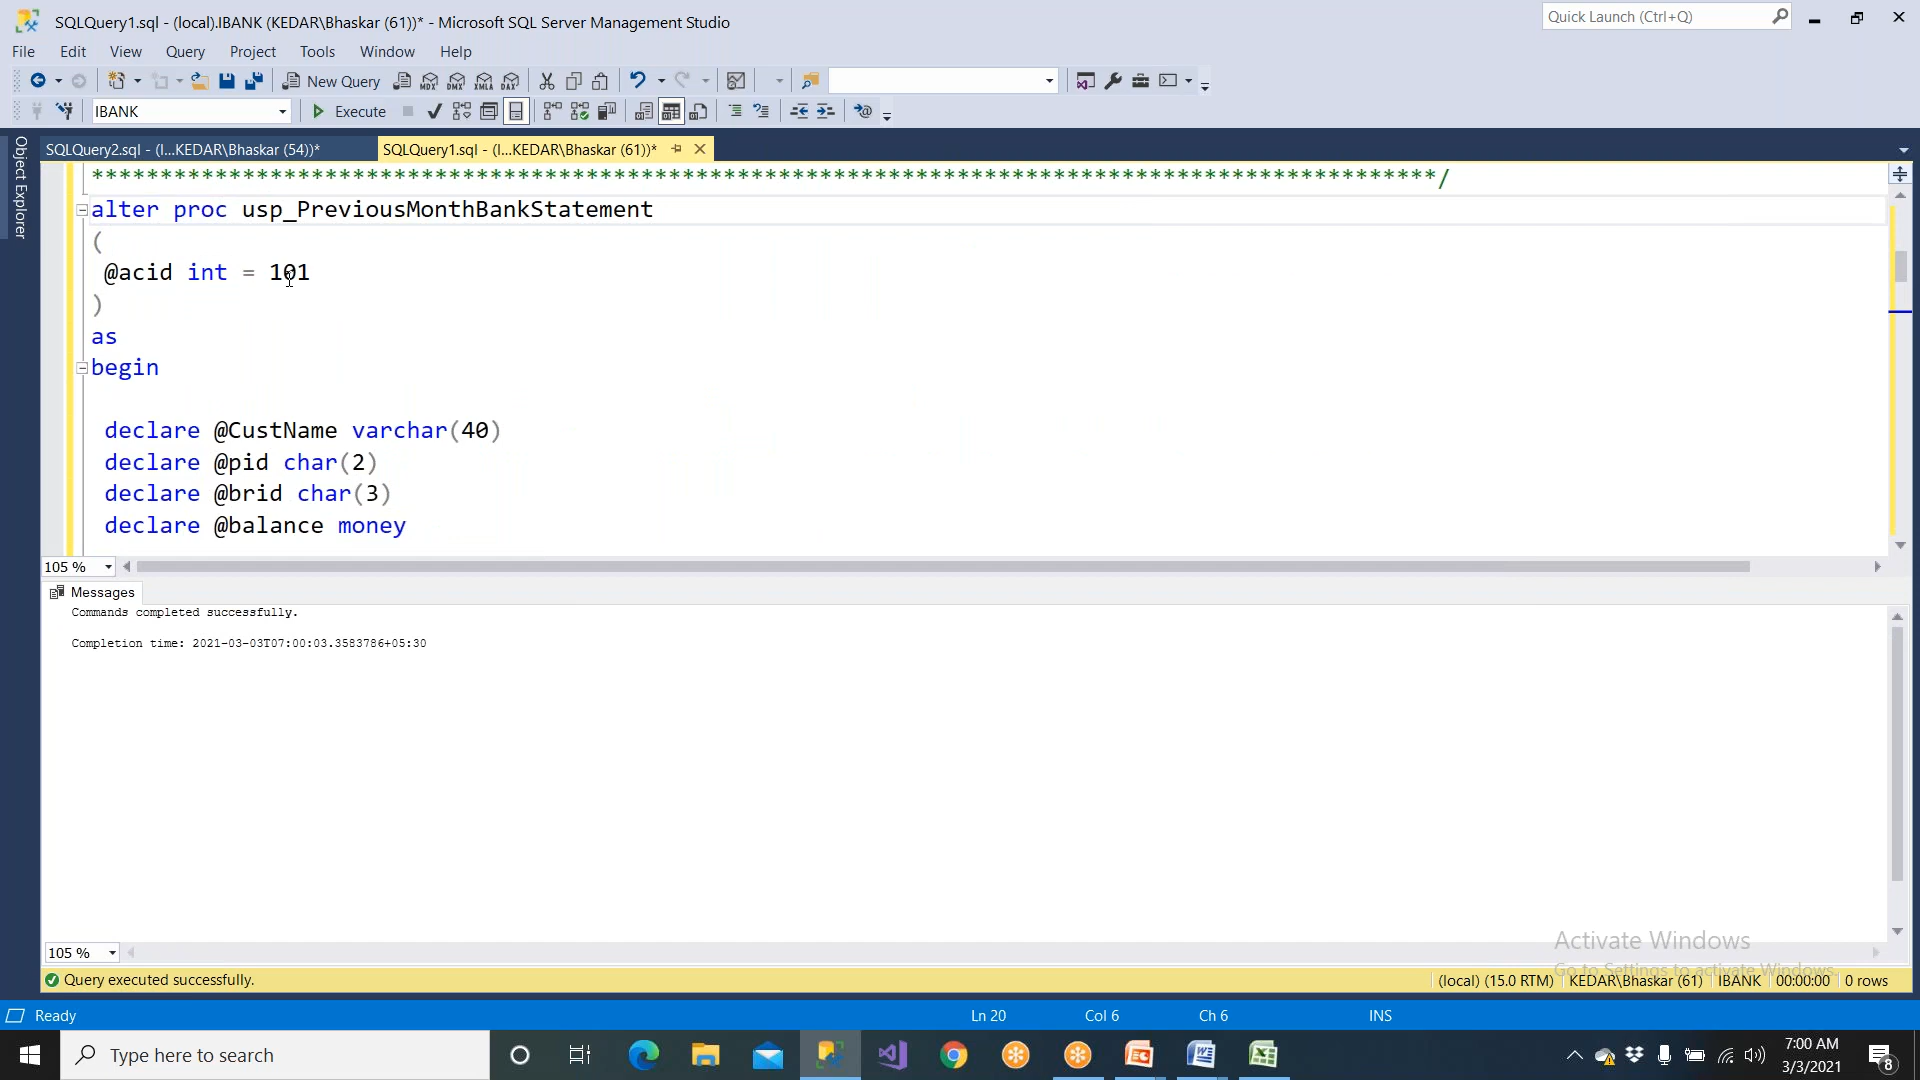 SQLQuery1.sql - (local).IBANK (KEDAR\Bhaskar (61))* - Microsoft SQL Server Management Studio
Quick Launch (Ctrl+Q)
File Edit View Query Project Tools Window Help
New Query
IBANK
Execute
Object Explorer
SQLQuery2.sql - (l...KEDAR\Bhaskar (54))*
SQLQuery1.sql - (l...KEDAR\Bhaskar (61))*
***************************************************************************************************/
alter proc usp_PreviousMonthBankStatement
(
@acid int = 101
)
as
begin
declare @CustName varchar(40)
declare @pid char(2)
declare @brid char(3)
declare @balance money
105 %
Messages
Commands completed successfully.
Completion time: 2021-03-03T07:00:03.3583786+05:30
105 %
Activate Windows
Go to Settings to activate Windows.
Query executed successfully.
(local) (15.0 RTM) KEDAR\Bhaskar (61) IBANK 00:00:00 0 rows
Ready
Ln 20 Col 6 Ch 6 INS
Type here to search
7:00 AM
3/3/2021
8